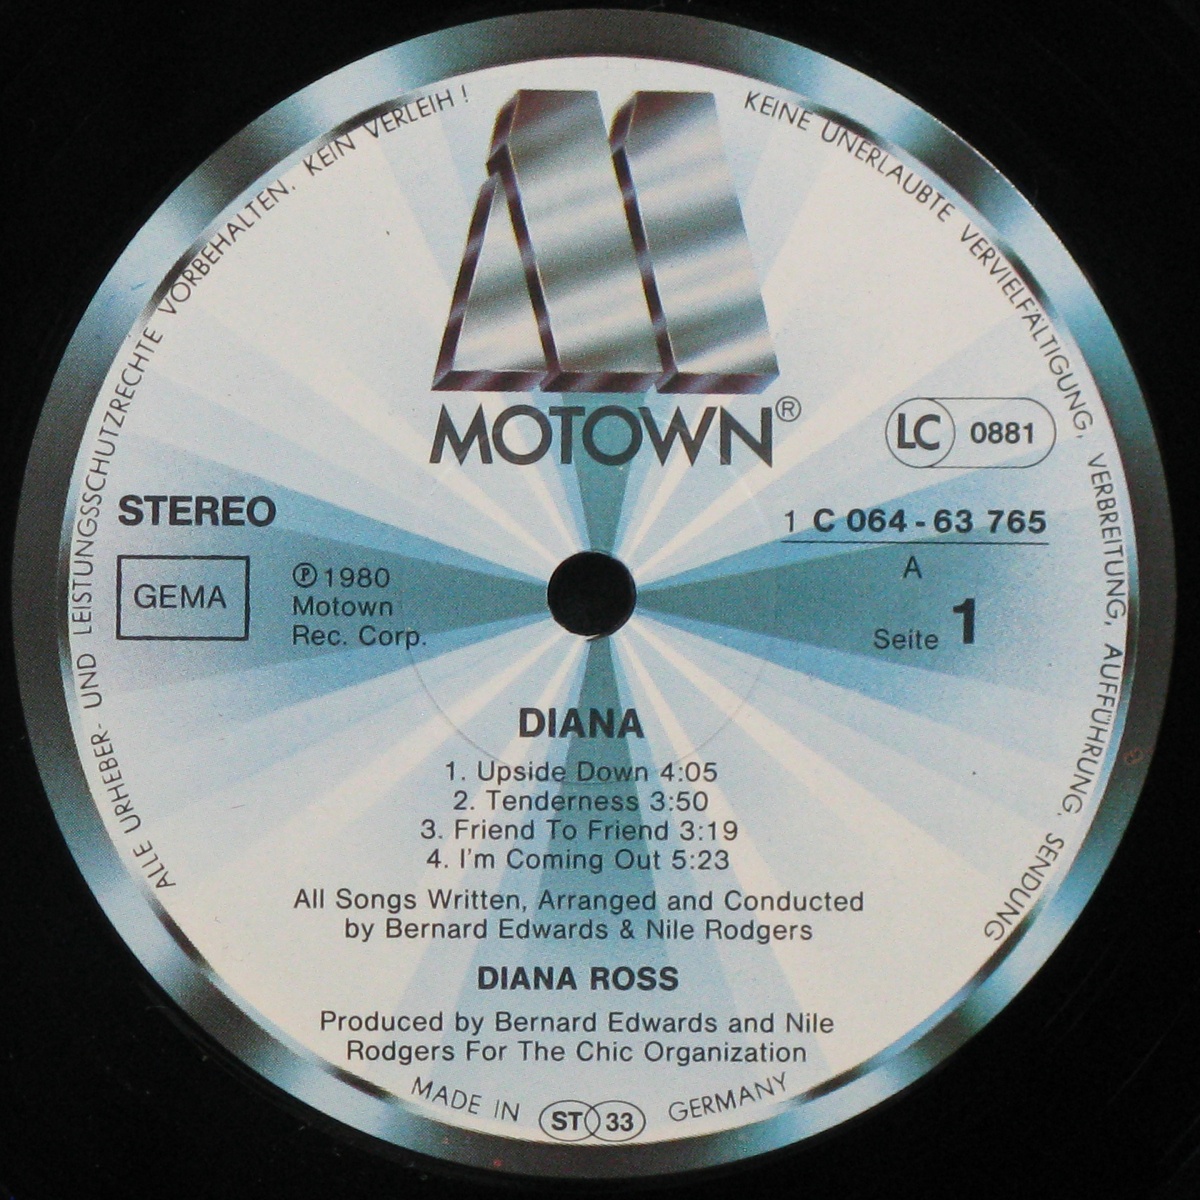 ALLE URHEBER- UND LEISTUNGSSCHUTZRECHTE VORBEHALTEN. KEIN VERLEIH !
KEINE UNERLAUBTE VERVIELFÄLTIGUNG, VERBREITUNG, AUFFÜHRUNG, SENDUNG
MOTOWN®
LC 0881
STEREO
1 C 064-63 765
GEMA
℗ 1980
Motown
Rec. Corp.
A
Seite 1
DIANA
1. Upside Down 4:05
2. Tenderness 3:50
3. Friend To Friend 3:19
4. I'm Coming Out 5:23
All Songs Written, Arranged and Conducted
by Bernard Edwards & Nile Rodgers
DIANA ROSS
Produced by Bernard Edwards and Nile
Rodgers For The Chic Organization
MADE IN ST 33 GERMANY